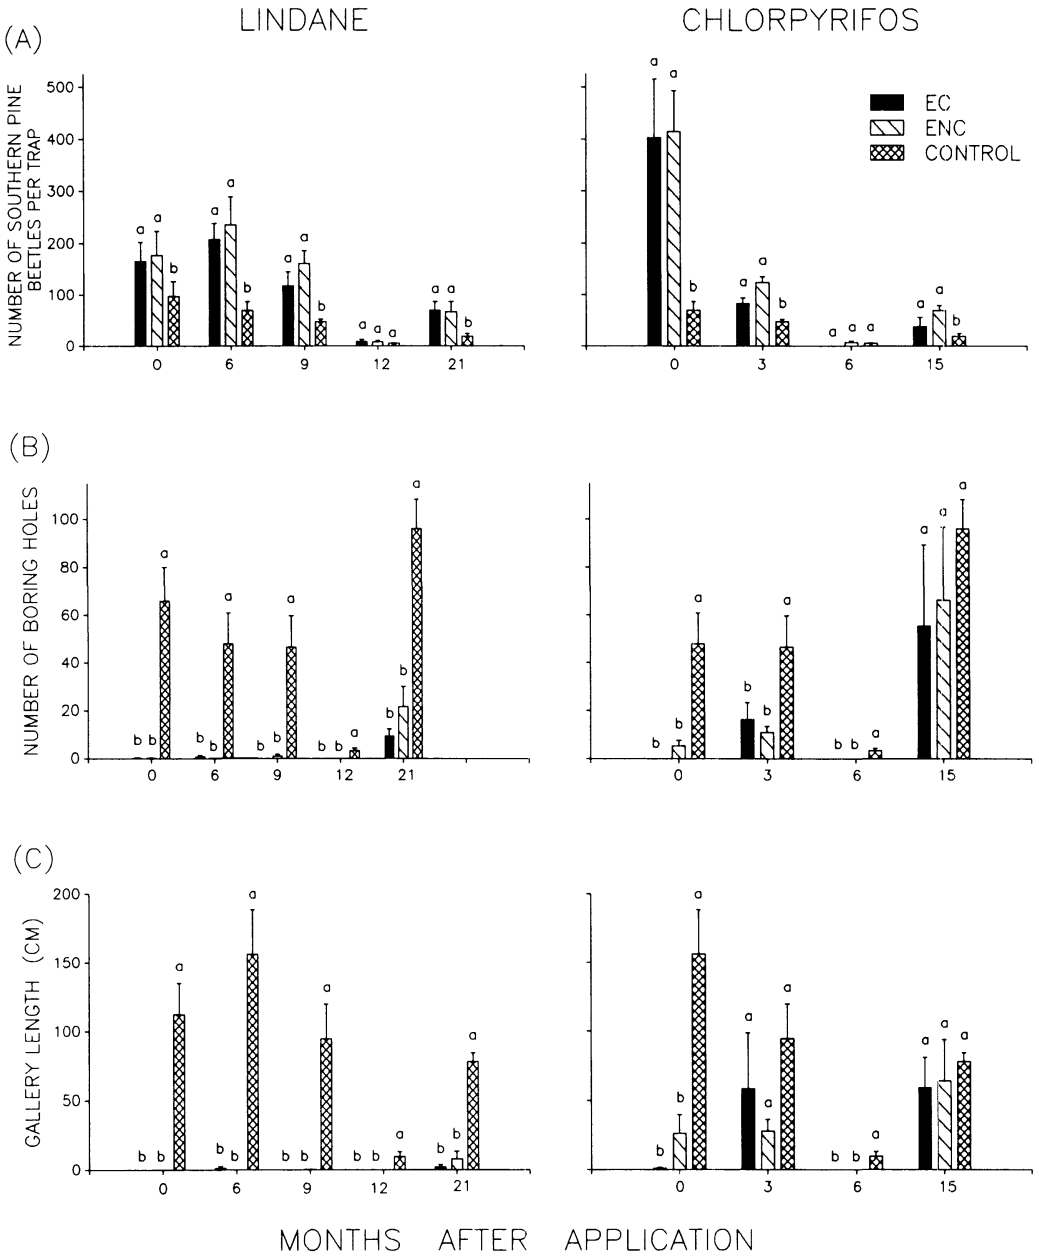 LINDANE
CHLORPYRIFOS
(A)
NUMBER OF SOUTHERN PINE
BEETLES PER TRAP
500
400
300
200
100
0
a
a
b
a
a
b
a
a
b
a
a
a
a
a
b
0
6
9
12
21
a
a
b
a
a
b
a
a
a
a
a
b
0
3
6
15
EC
ENC
CONTROL
(B)
NUMBER OF BORING HOLES
100
80
60
40
20
0
b
b
a
b
b
a
b
b
a
b
b
a
b
b
a
0
6
9
12
21
b
b
a
b
b
a
b
b
a
a
a
a
0
3
6
15
(C)
GALLERY LENGTH (CM)
200
150
100
50
0
b
b
a
b
b
a
b
b
a
b
b
a
b
b
a
0
6
9
12
21
b
b
a
a
a
a
b
b
a
a
a
a
0
3
6
15
MONTHS AFTER APPLICATION